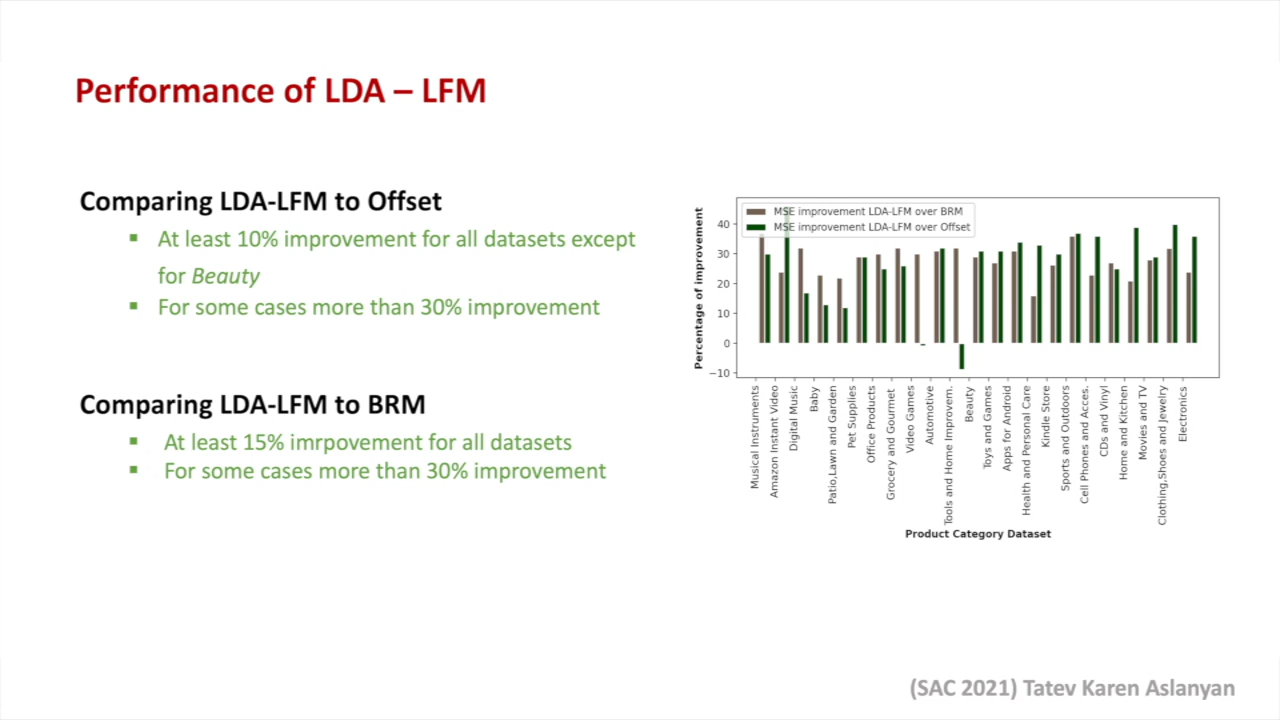 Performance of LDA – LFM
Comparing LDA-LFM to Offset
▪ At least 10% improvement for all datasets except
for Beauty
▪ For some cases more than 30% improvement
Comparing LDA-LFM to BRM
▪ At least 15% imrpovement for all datasets
▪ For some cases more than 30% improvement
MSE improvement LDA-LFM over BRM
MSE improvement LDA-LFM over Offset
Percentage of improvement
40
30
20
10
0
−10
Musical Instruments
Amazon Instant Video
Digital Music
Baby
Patio,Lawn and Garden
Pet Supplies
Office Products
Grocery and Gourmet
Video Games
Automotive
Tools and Home Improvem.
Beauty
Toys and Games
Apps for Android
Health and Personal Care
Kindle Store
Sports and Outdoors
Cell Phones and Acces.
CDs and Vinyl
Home and Kitchen
Movies and TV
Clothing,Shoes and Jewelry
Electronics
Product Category Dataset
(SAC 2021) Tatev Karen Aslanyan